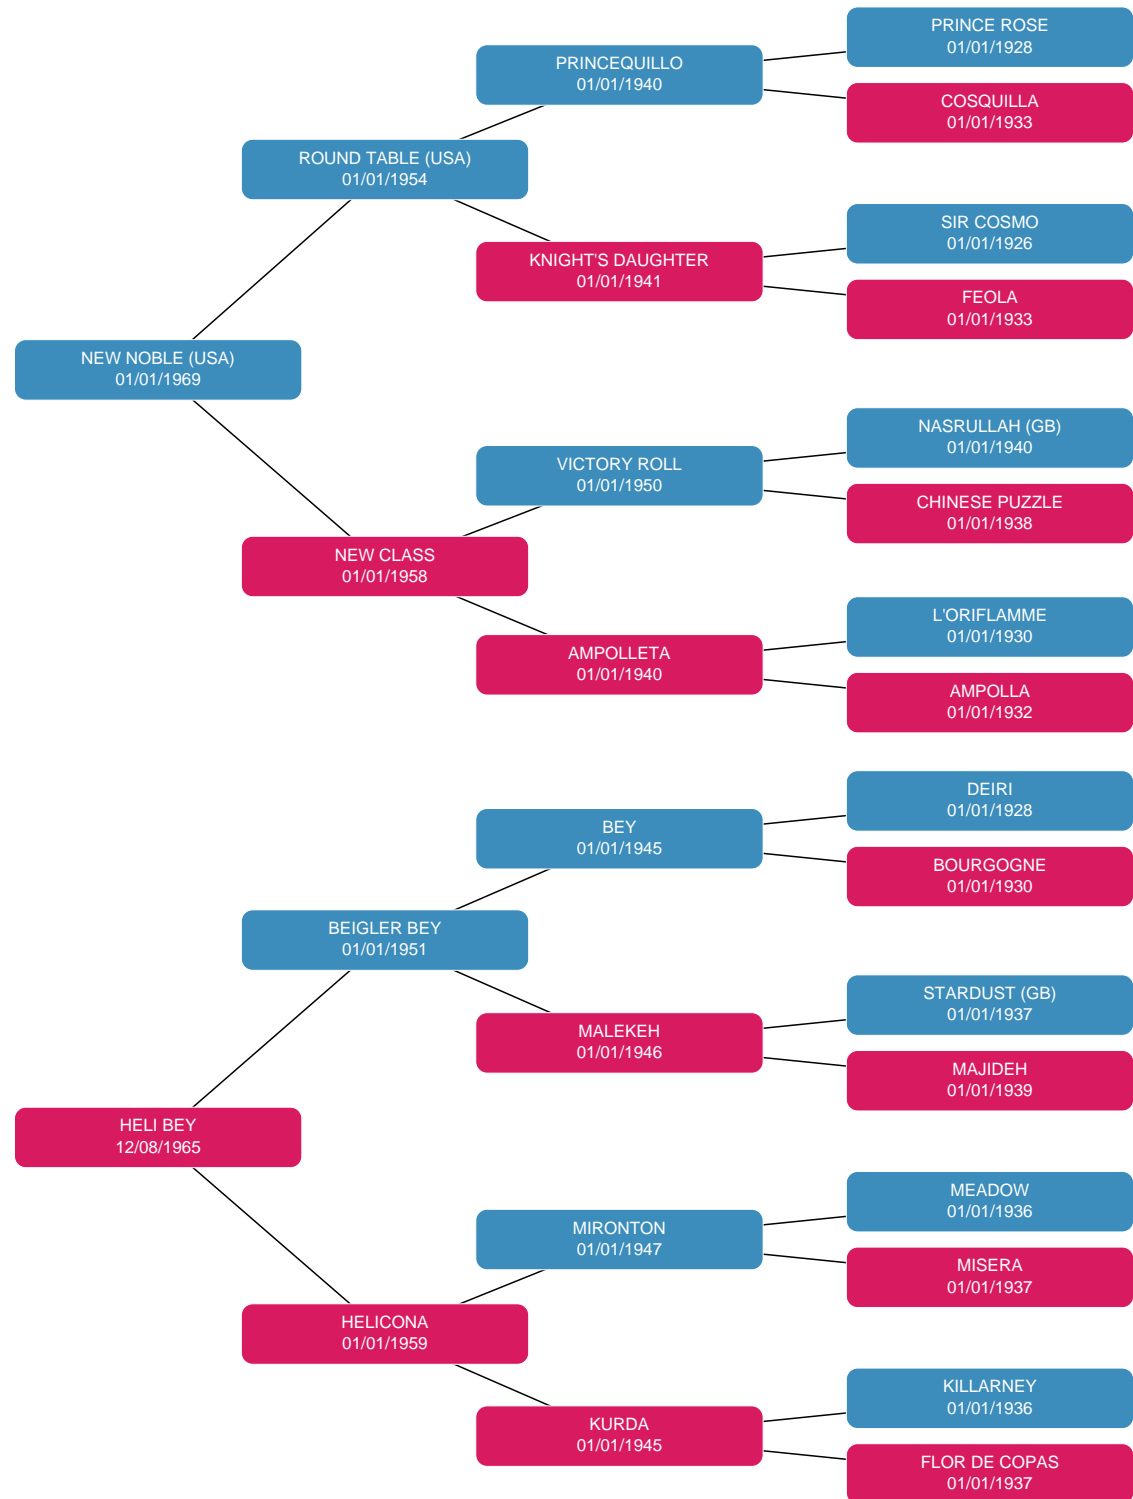 PRINCE ROSE
01/01/1928
PRINCEQUILLO
01/01/1940
COSQUILLA
01/01/1933
ROUND TABLE (USA)
01/01/1954
SIR COSMO
01/01/1926
KNIGHT'S DAUGHTER
01/01/1941
FEOLA
01/01/1933
NEW NOBLE (USA)
01/01/1969
NASRULLAH (GB)
01/01/1940
VICTORY ROLL
01/01/1950
CHINESE PUZZLE
01/01/1938
NEW CLASS
01/01/1958
L'ORIFLAMME
01/01/1930
AMPOLLETA
01/01/1940
AMPOLLA
01/01/1932
DEIRI
01/01/1928
BEY
01/01/1945
BOURGOGNE
01/01/1930
BEIGLER BEY
01/01/1951
STARDUST (GB)
01/01/1937
MALEKEH
01/01/1946
MAJIDEH
01/01/1939
HELI BEY
12/08/1965
MEADOW
01/01/1936
MIRONTON
01/01/1947
MISERA
01/01/1937
HELICONA
01/01/1959
KILLARNEY
01/01/1936
KURDA
01/01/1945
FLOR DE COPAS
01/01/1937